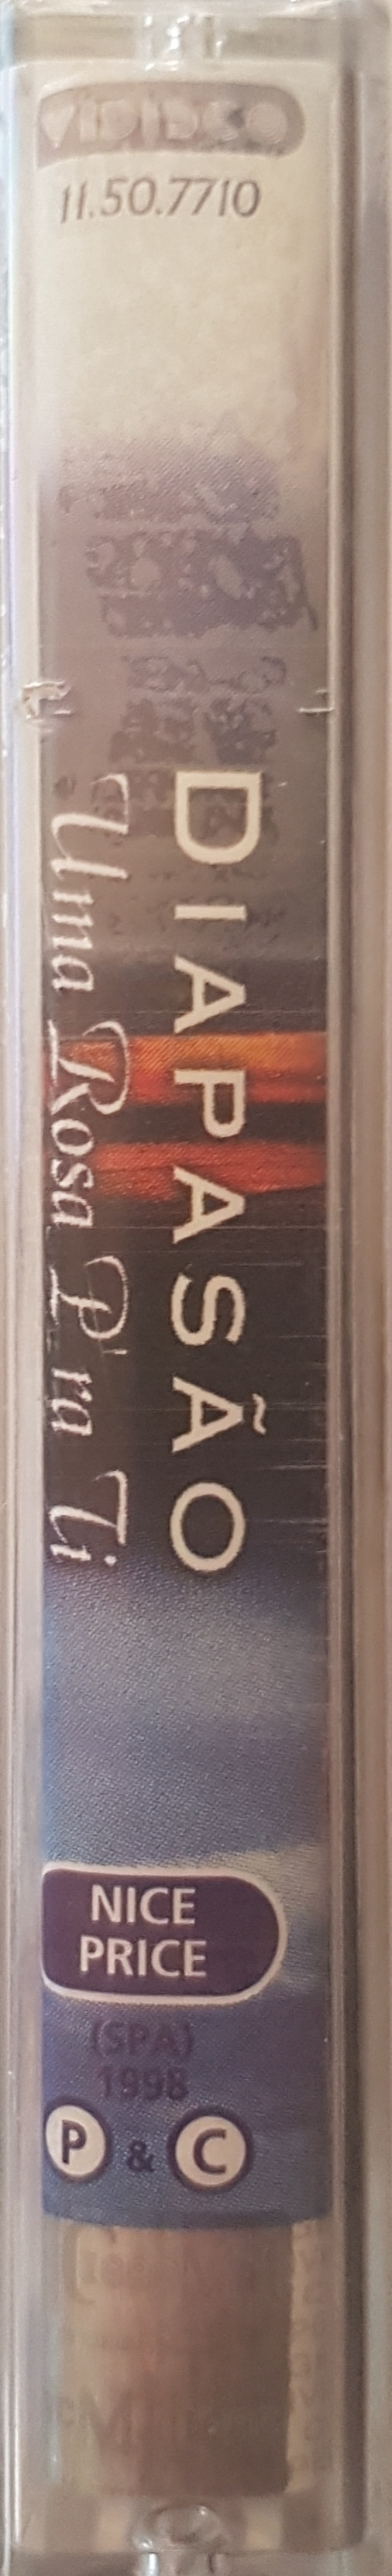 VIDISCO
11.50.7710
DIAPASÃO
Uma Rosa P'ra Ti
NICE
PRICE
(SPA)
1998
P & C